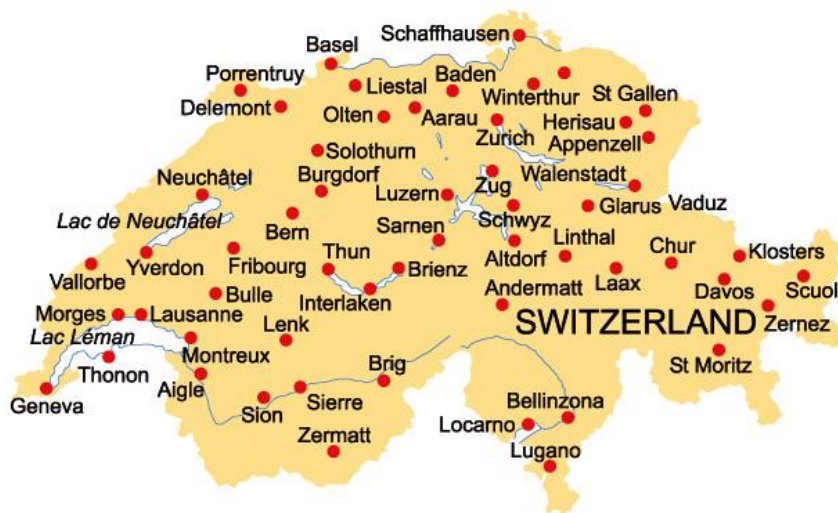 Schaffhausen
Basel
Porrentruy
Liestal
Baden
Delemont
Winterthur
St Gallen
Olten
Aarau
Zurich
Herisau
Appenzell
Solothurn
Neuchâtel
Burgdorf
Luzern
Zug
Walenstadt
Lac de Neuchâtel
Bern
Sarnen
Schwyz
Glarus
Vaduz
Yverdon
Fribourg
Thun
Brienz
Altdorf
Linthal
Chur
Klosters
Vallorbe
Bulle
Interlaken
Andermatt
Laax
Davos
Scuol
Morges
Lausanne
SWITZERLAND
Zernez
Lac Léman
Lenk
Montreux
Thonon
Brig
St Moritz
Aigle
Geneva
Sion
Sierre
Bellinzona
Locarno
Zermatt
Lugano